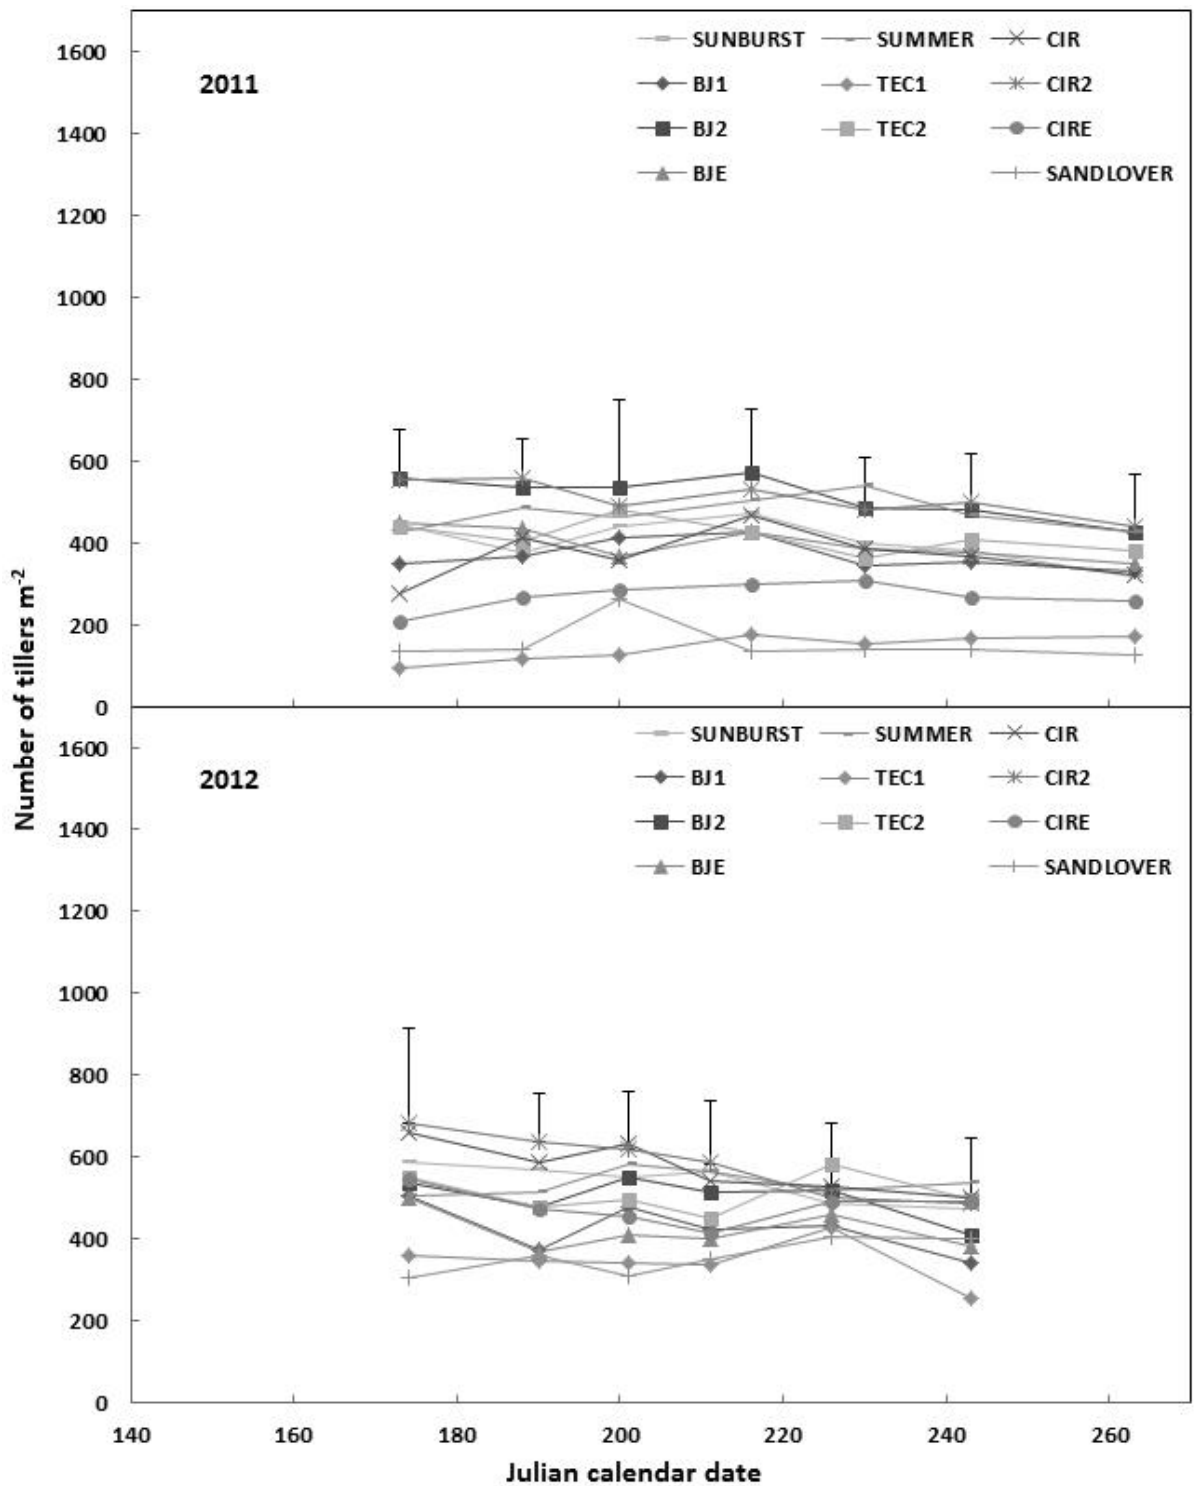 1600
1400
1200
1000
800
600
400
200
0
2011
SUNBURST SUMMER CIR
BJ1 TEC1 CIR2
BJ2 TEC2 CIRE
BJE SANDLOVER
Number of tillers m-2
1600
1400
1200
1000
800
600
400
200
0
2012
SUNBURST SUMMER CIR
BJ1 TEC1 CIR2
BJ2 TEC2 CIRE
BJE SANDLOVER
140 160 180 200 220 240 260
Julian calendar date